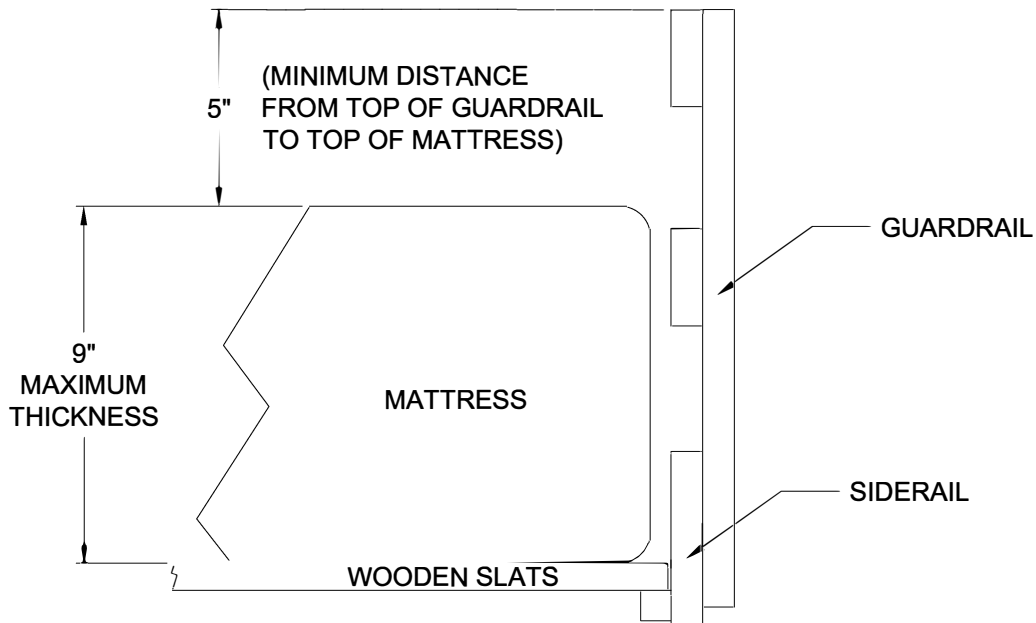 (MINIMUM DISTANCE
5" FROM TOP OF GUARDRAIL
TO TOP OF MATTRESS)
GUARDRAIL
9"
MAXIMUM
THICKNESS
MATTRESS
SIDERAIL
WOODEN SLATS